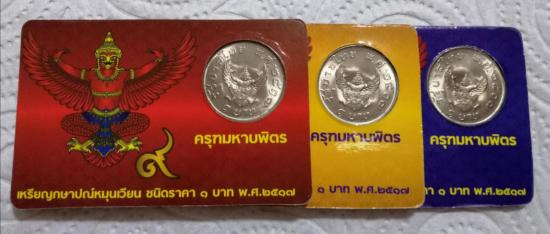 ครุฑมหาบพิตร
๙
เหรียญกษาปณ์หมุนเวียน ชนิดราคา ๑ บาท พ.ศ.๒๕๑๗
ครุฑมหาบพิตร
๑ บาท พ.ศ.๒๕๑๗
ครุฑมหาบพิตร
๑ บาท พ.ศ.๒๕๑๗